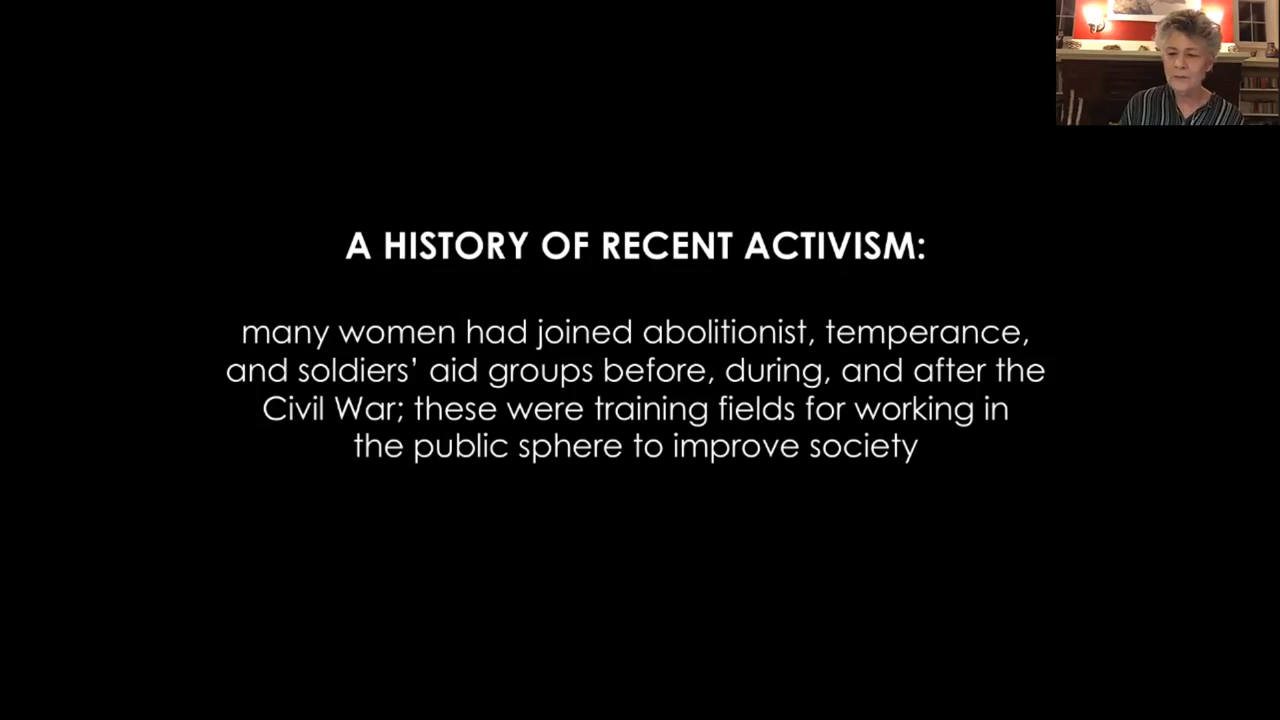 A HISTORY OF RECENT ACTIVISM:
many women had joined abolitionist, temperance,
and soldiers’ aid groups before, during, and after the
Civil War; these were training fields for working in
the public sphere to improve society